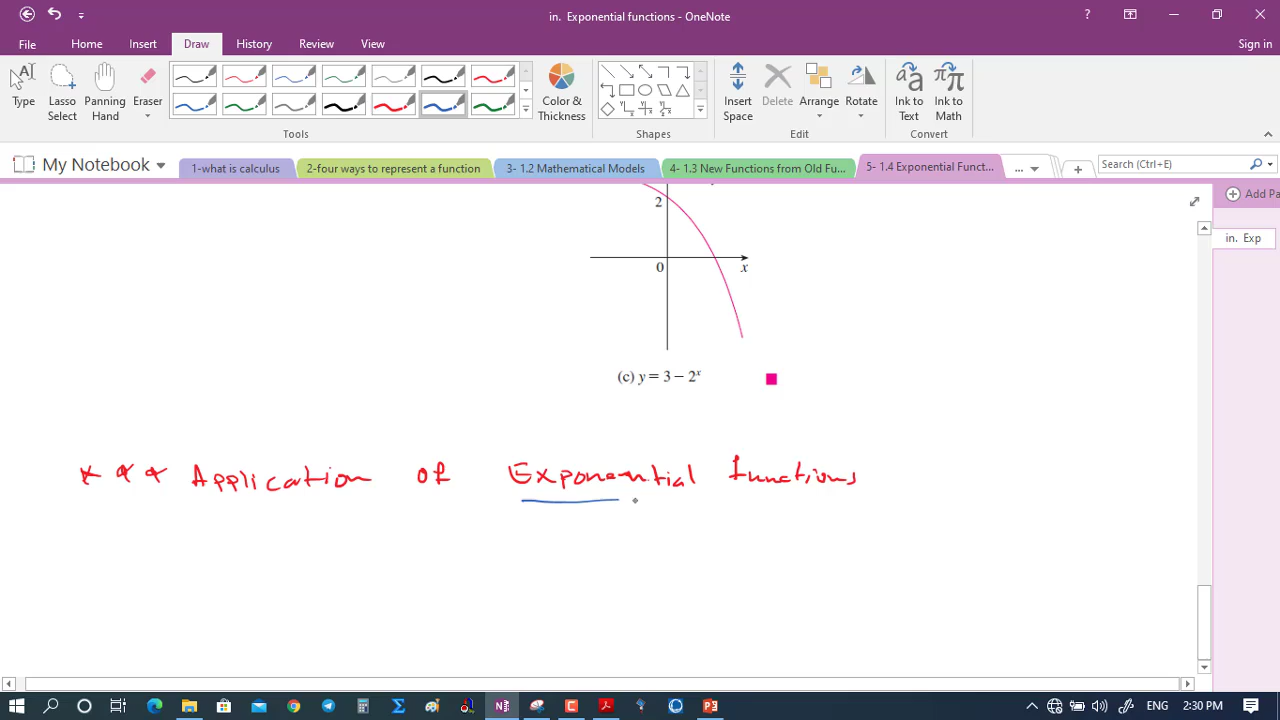 in. Exponential functions - OneNote
File Home Insert Draw History Review View Sign in
Type Lasso Select Panning Hand Eraser Color & Thickness Insert Space Delete Arrange Rotate Ink to Text Ink to Math
Tools Shapes Edit Convert
My Notebook 1-what is calculus 2-four ways to represent a function 3- 1.2 Mathematical Models 4- 1.3 New Functions from Old Fu... 5- 1.4 Exponential Funct... ... Search (Ctrl+E)
Add Pa
in. Exp
2
0 x
(c) y = 3 − 2ˣ
*** Application of Exponential functions
2:30 PM